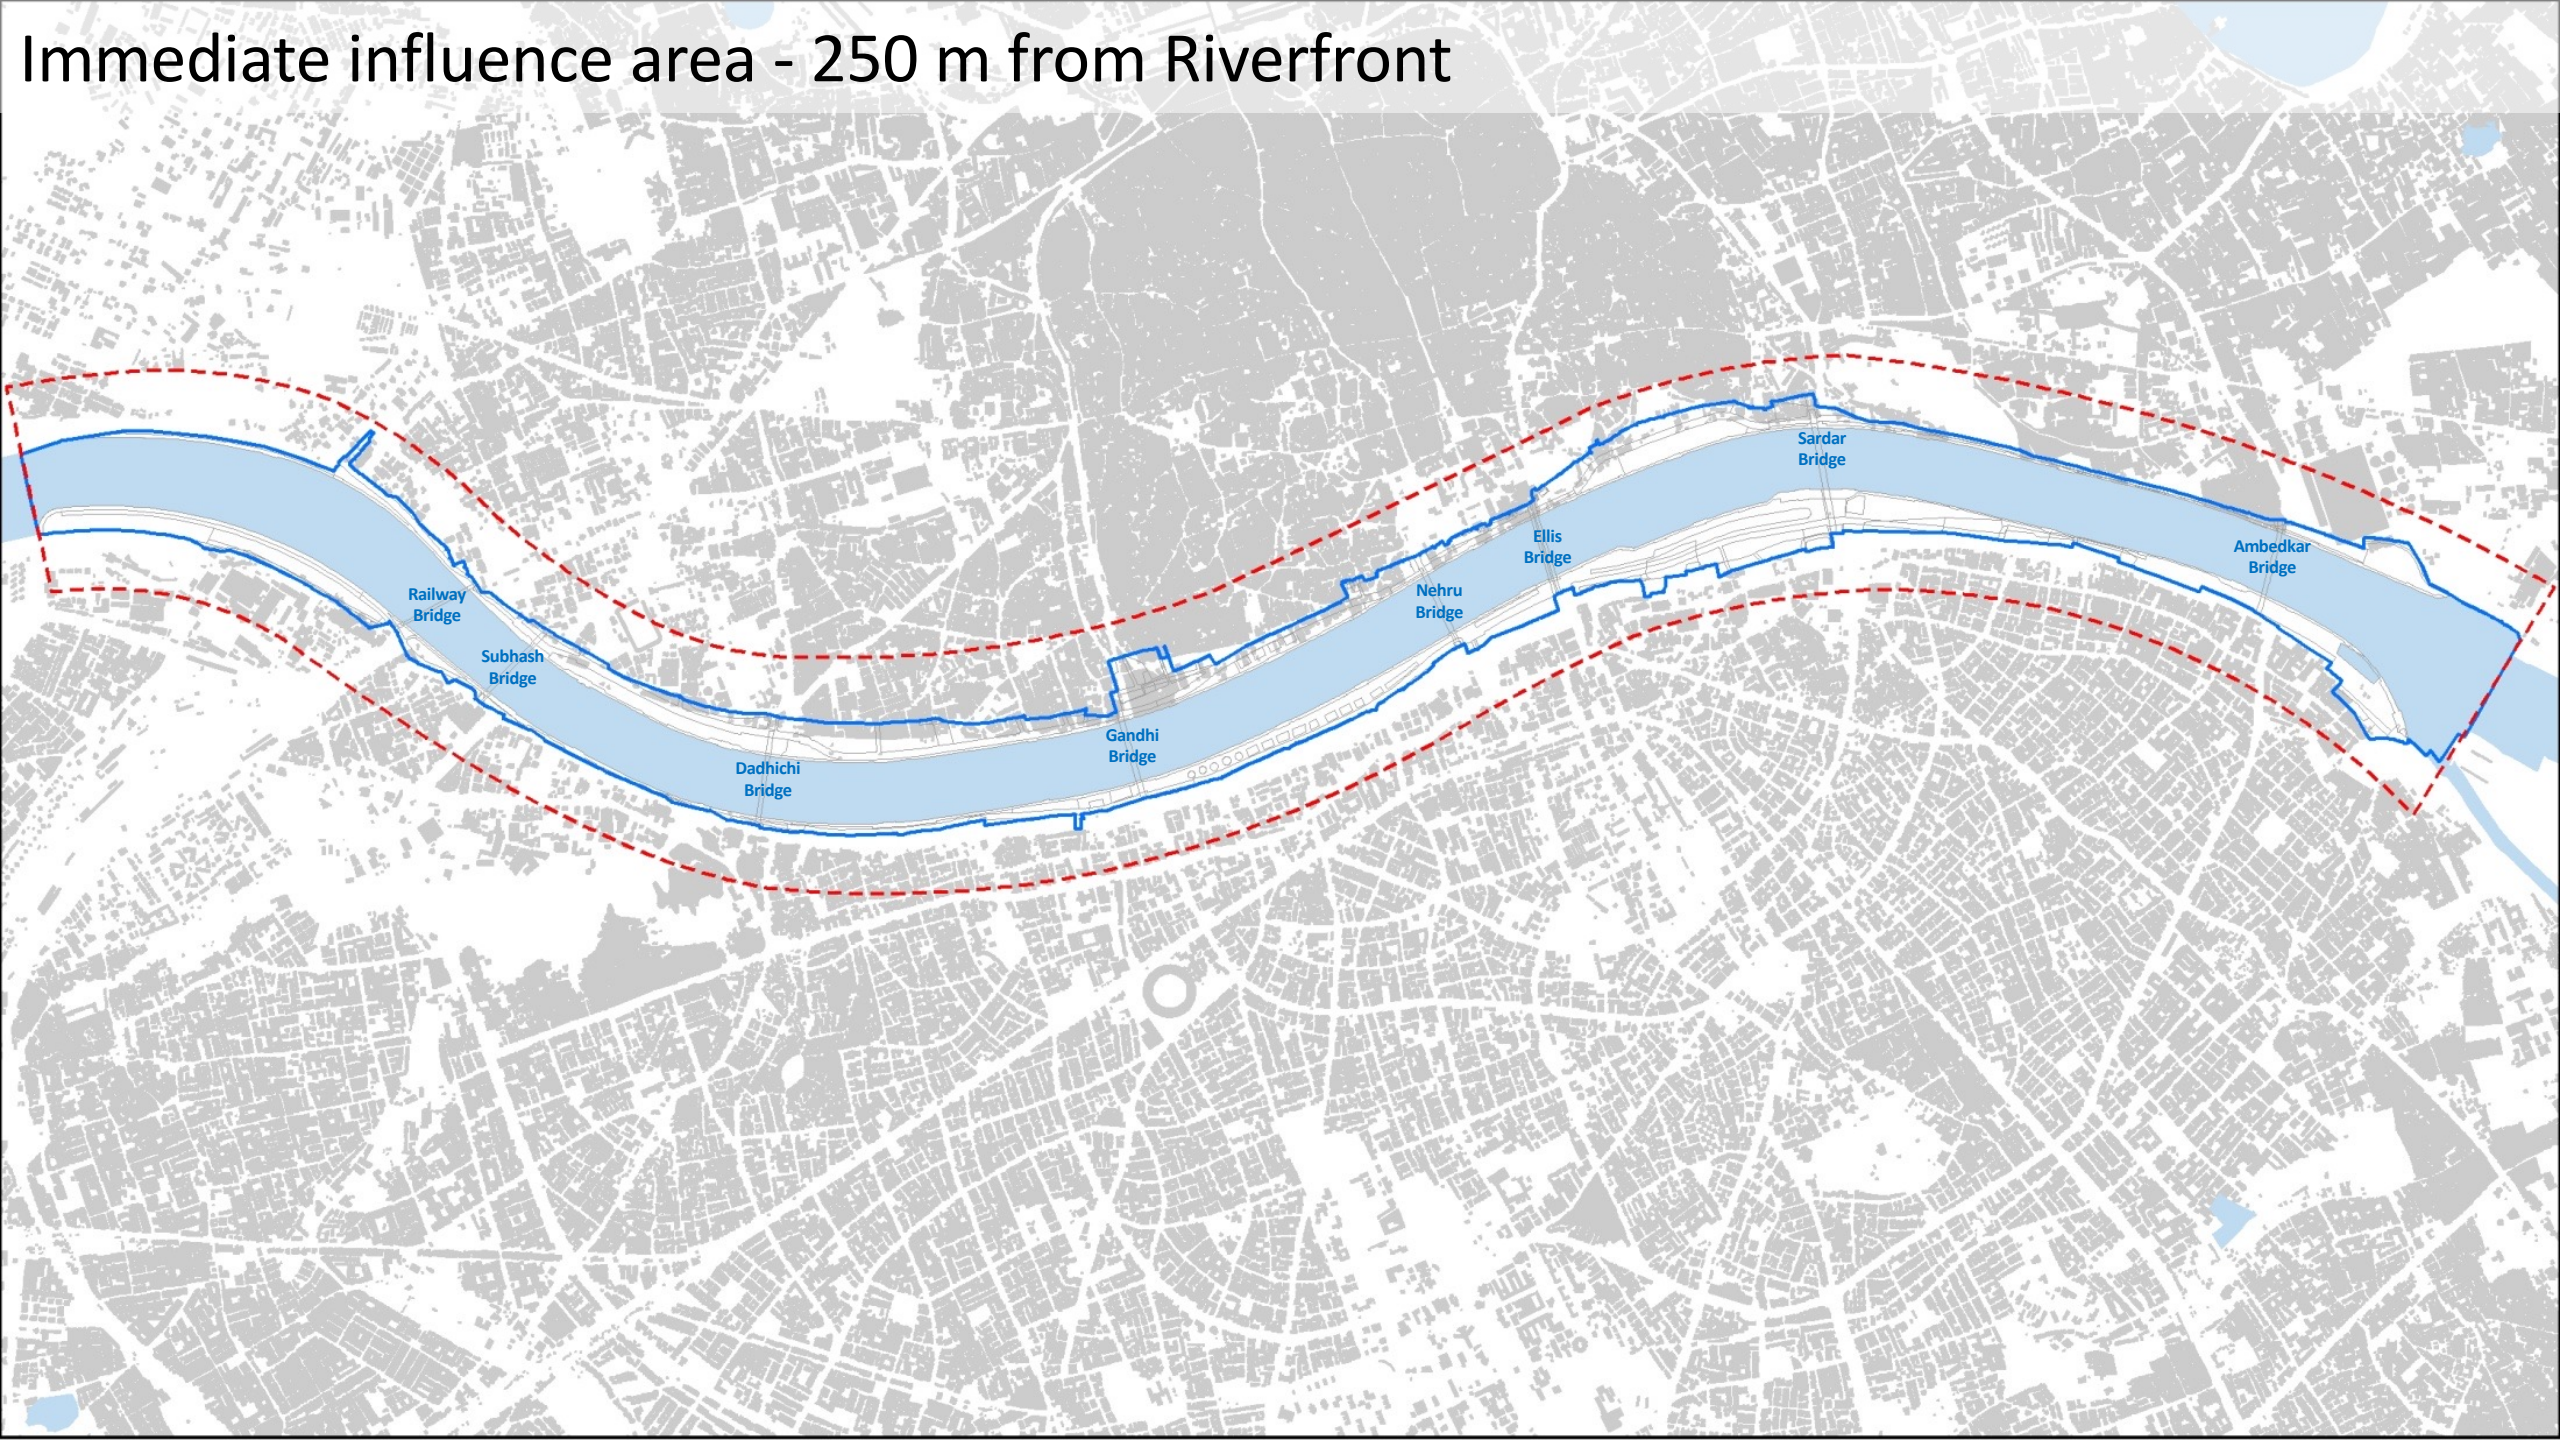 Immediate influence area - 250 m from Riverfront
Railway
Bridge
Subhash
Bridge
Dadhichi
Bridge
Gandhi
Bridge
Nehru
Bridge
Ellis
Bridge
Sardar
Bridge
Ambedkar
Bridge